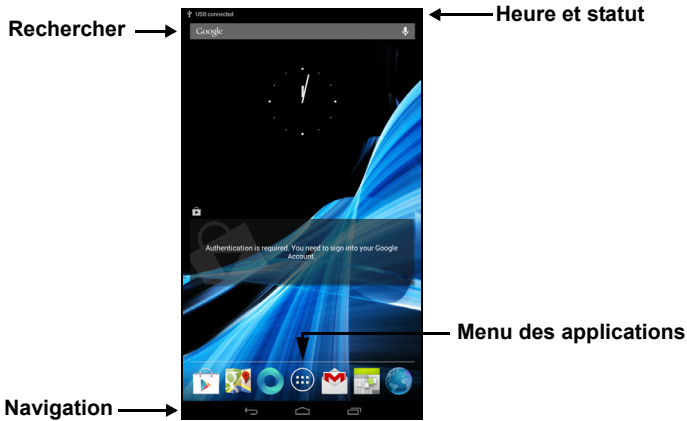 USB connected
Heure et statut
Rechercher
Google
Authentication is required. You need to sign into your Google
Account.
Menu des applications
Navigation